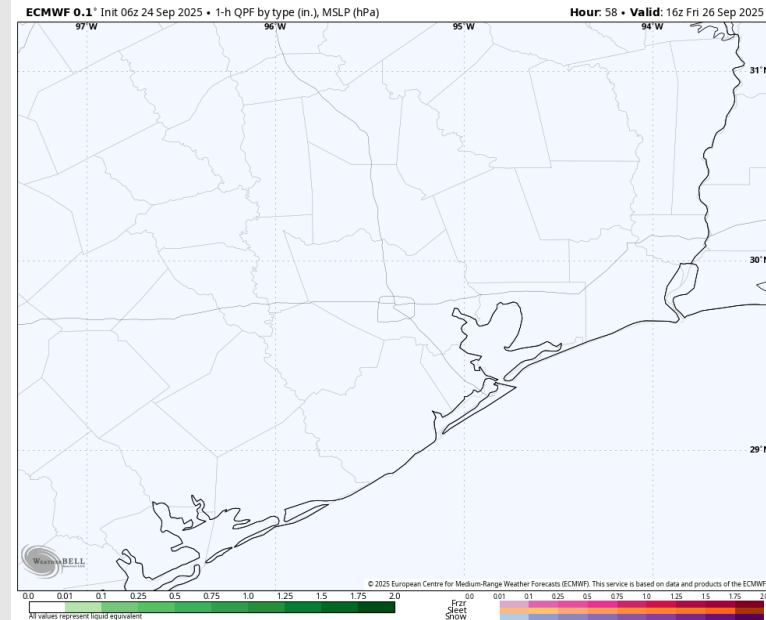 ECMWF 0.1° Init 06z 24 Sep 2025 • 1-h QPF by type (in.), MSLP (hPa) Hour: 58 • Valid: 16z Fri 26 Sep 2025
97°W 96°W 95°W 94°W
31°N
30°N
29°N
WeatherBELL
© 2025 European Centre for Medium-Range Weather Forecasts (ECMWF). This service is based on data and products of the ECMWF
0.0 0.01 0.1 0.25 0.5 0.75 1.0 1.25 1.5 1.75 2.0 0.0 0.01 0.1 0.25 0.5 0.75 1.0 1.25 1.5 1.75 2.0
Frzr
Sleet
Snow
All values represent liquid equivalent